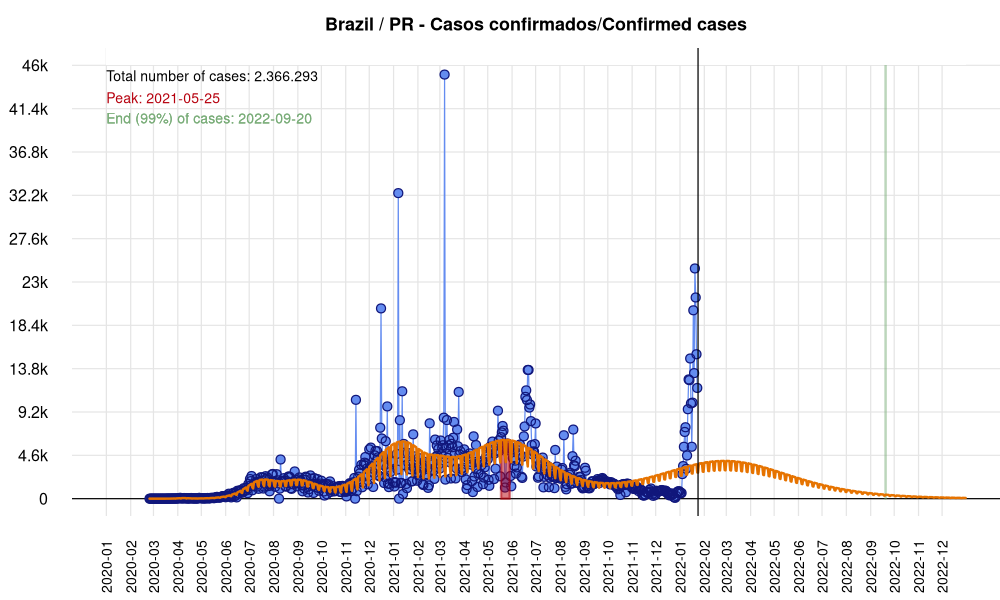 Brazil / PR - Casos confirmados/Confirmed cases
Total number of cases: 2.366.293
Peak: 2021-05-25
End (99%) of cases: 2022-09-20
46k
41.4k
36.8k
32.2k
27.6k
23k
18.4k
13.8k
9.2k
4.6k
0
2020-01
2020-02
2020-03
2020-04
2020-05
2020-06
2020-07
2020-08
2020-09
2020-10
2020-11
2020-12
2021-01
2021-02
2021-03
2021-04
2021-05
2021-06
2021-07
2021-08
2021-09
2021-10
2021-11
2021-12
2022-01
2022-02
2022-03
2022-04
2022-05
2022-06
2022-07
2022-08
2022-09
2022-10
2022-11
2022-12